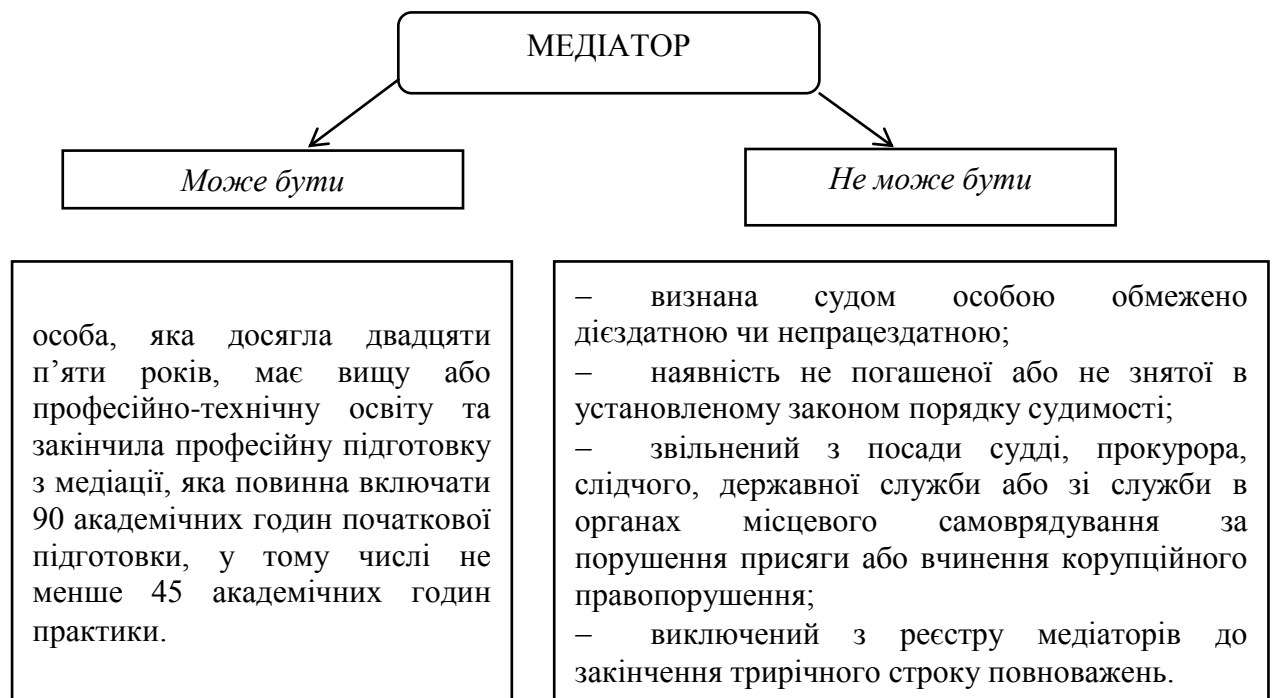 МЕДІАТОР
Може бути
Не може бути
особа, яка досягла двадцяти
п’яти років, має вищу або
професійно-технічну освіту та
закінчила професійну підготовку
з медіації, яка повинна включати
90 академічних годин початкової
підготовки, у тому числі не
менше 45 академічних годин
практики.
– визнана судом особою обмежено
дієздатною чи непрацездатною;
– наявність не погашеної або не знятої в
установленому законом порядку судимості;
– звільнений з посади судді, прокурора,
слідчого, державної служби або зі служби в
органах місцевого самоврядування за
порушення присяги або вчинення корупційного
правопорушення;
– виключений з реєстру медіаторів до
закінчення трирічного строку повноважень.